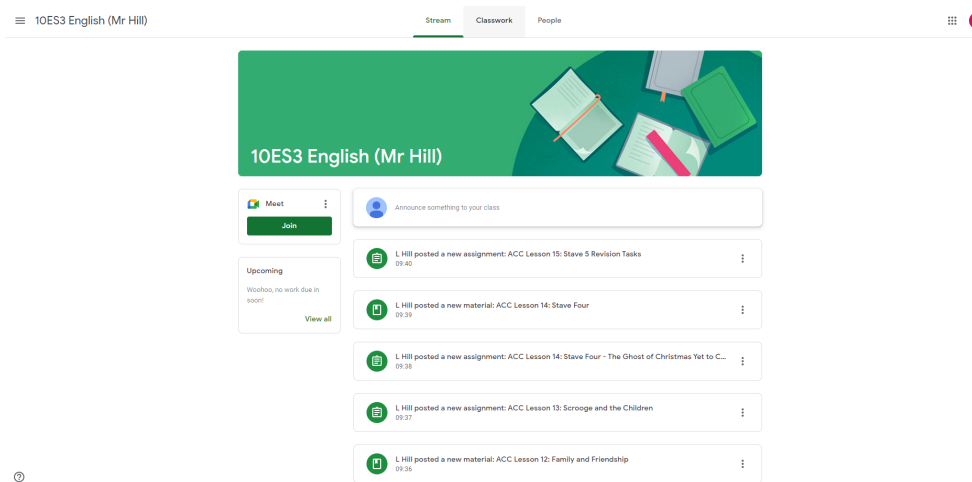 10ES3 English (Mr Hill)
Stream
Classwork
People
10ES3 English (Mr Hill)
Meet
Join
Upcoming
Woohoo, no work due in
soon!
View all
Announce something to your class
L Hill posted a new assignment: ACC Lesson 15: Stave 5 Revision Tasks
09:40
L Hill posted a new material: ACC Lesson 14: Stave Four
09:39
L Hill posted a new assignment: ACC Lesson 14: Stave Four - The Ghost of Christmas Yet to C...
09:38
L Hill posted a new assignment: ACC Lesson 13: Scrooge and the Children
09:37
L Hill posted a new material: ACC Lesson 12: Family and Friendship
09:36